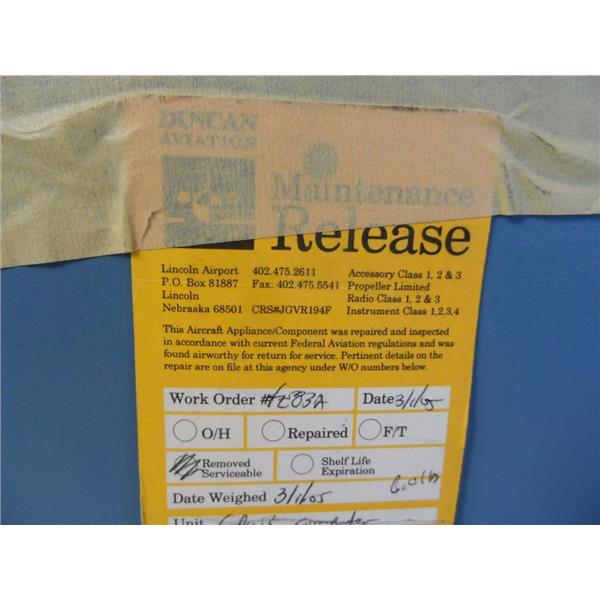 DUNCAN
AVIATION
Maintenance
Release
Lincoln Airport 402.475.2611 Accessory Class 1, 2 & 3
P.O. Box 81887 Fax: 402.475.5541 Propeller Limited
Lincoln Radio Class 1, 2 & 3
Nebraska 68501 CRS#JGVR194F Instrument Class 1,2,3,4
This Aircraft Appliance/Component was repaired and inspected
in accordance with current Federal Aviation regulations and was
found airworthy for return for service. Pertinent details on the
repair are on file at this agency under W/O numbers below.
Work Order Date 3/1/05
O/H Repaired F/T
Removed Serviceable Shelf Life Expiration
Date Weighed 3/1/05
Unit computer